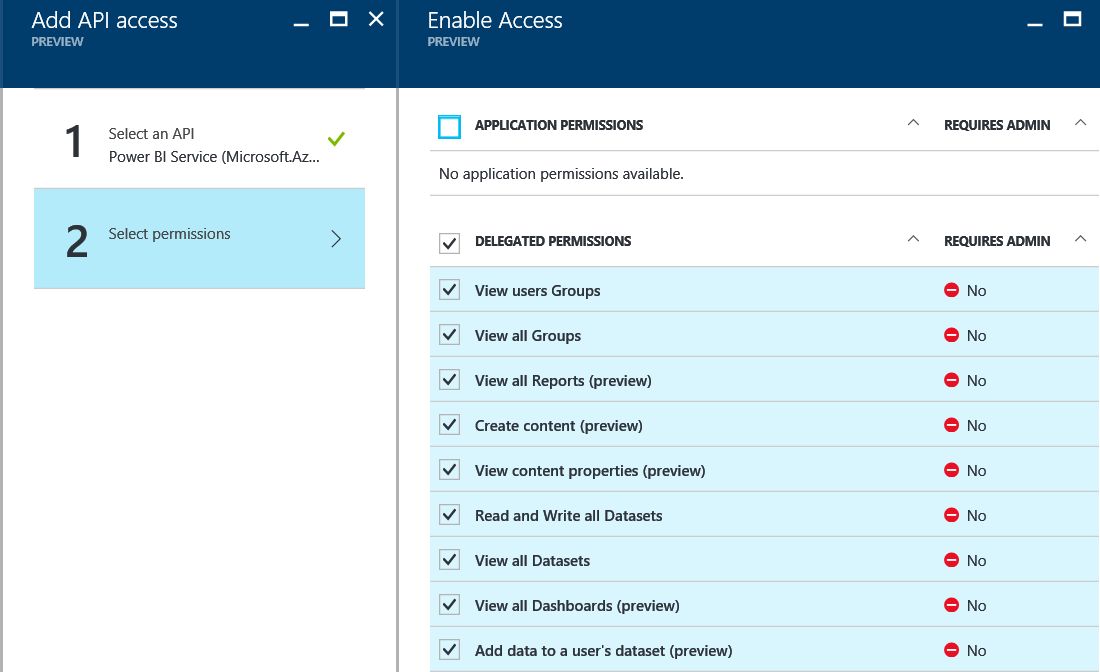 Add API access
PREVIEW
1
Select an API
Power BI Service (Microsoft.Az...
2
Select permissions
Enable Access
PREVIEW
APPLICATION PERMISSIONS REQUIRES ADMIN
No application permissions available.
DELEGATED PERMISSIONS REQUIRES ADMIN
View users Groups No
View all Groups No
View all Reports (preview) No
Create content (preview) No
View content properties (preview) No
Read and Write all Datasets No
View all Datasets No
View all Dashboards (preview) No
Add data to a user's dataset (preview) No